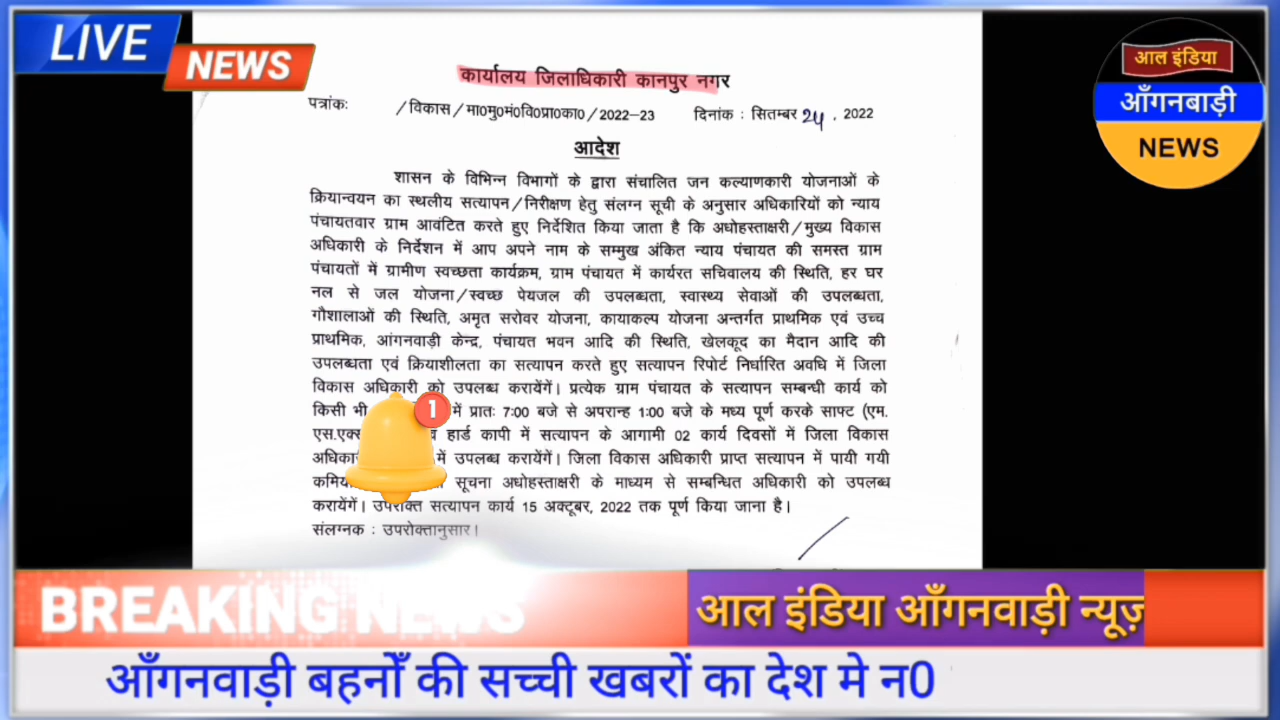 LIVE
NEWS
आल इंडिया
आँगनबाड़ी
NEWS
कार्यालय जिलाधिकारी कानपुर नगर
पत्रांकः /विकास/मा0मु0मं0वि0प्रा0का0/2022–23 दिनांक : सितम्बर 24, 2022
आदेश
शासन के विभिन्न विभागों के द्वारा संचालित जन कल्याणकारी योजनाओं के
क्रियान्वयन का स्थलीय सत्यापन/निरीक्षण हेतु संलग्न सूची के अनुसार अधिकारियों को न्याय
पंचायतवार ग्राम आवंटित करते हुए निर्देशित किया जाता है कि अधोहस्ताक्षरी/मुख्य विकास
अधिकारी के निर्देशन में आप अपने नाम के सम्मुख अंकित न्याय पंचायत की समस्त ग्राम
पंचायतों में ग्रामीण स्वच्छता कार्यक्रम, ग्राम पंचायत में कार्यरत सचिवालय की स्थिति, हर घर
नल से जल योजना/स्वच्छ पेयजल की उपलब्धता, स्वास्थ्य सेवाओं की उपलब्धता,
गौशालाओं की स्थिति, अमृत सरोवर योजना, कायाकल्प योजना अन्तर्गत प्राथमिक एवं उच्च
प्राथमिक, आंगनवाड़ी केन्द्र, पंचायत भवन आदि की स्थिति, खेलकूद का मैदान आदि की
उपलब्धता एवं क्रियाशीलता का सत्यापन करते हुए सत्यापन रिपोर्ट निर्धारित अवधि में जिला
विकास अधिकारी को उपलब्ध करायेंगें। प्रत्येक ग्राम पंचायत के सत्यापन सम्बन्धी कार्य को
किसी भी में प्रातः 7:00 बजे से अपरान्ह 1:00 बजे के मध्य पूर्ण करके साफ्ट (एम.
एस.एक्स हार्ड कापी में सत्यापन के आगामी 02 कार्य दिवसों में जिला विकास
में उपलब्ध करायेंगें। जिला विकास अधिकारी प्राप्त सत्यापन में पायी गयी
सूचना अधोहस्ताक्षरी के माध्यम से सम्बन्धित अधिकारी को उपलब्ध
करायेंगें। उपरोक्त सत्यापन कार्य 15 अक्टूबर, 2022 तक पूर्ण किया जाना है।
संलग्नक : उपरोक्तानुसार।
1
BREAKING NEWS
आल इंडिया आँगनवाड़ी न्यूज़
आँगनवाड़ी बहनोँ की सच्ची खबरों का देश मे न0